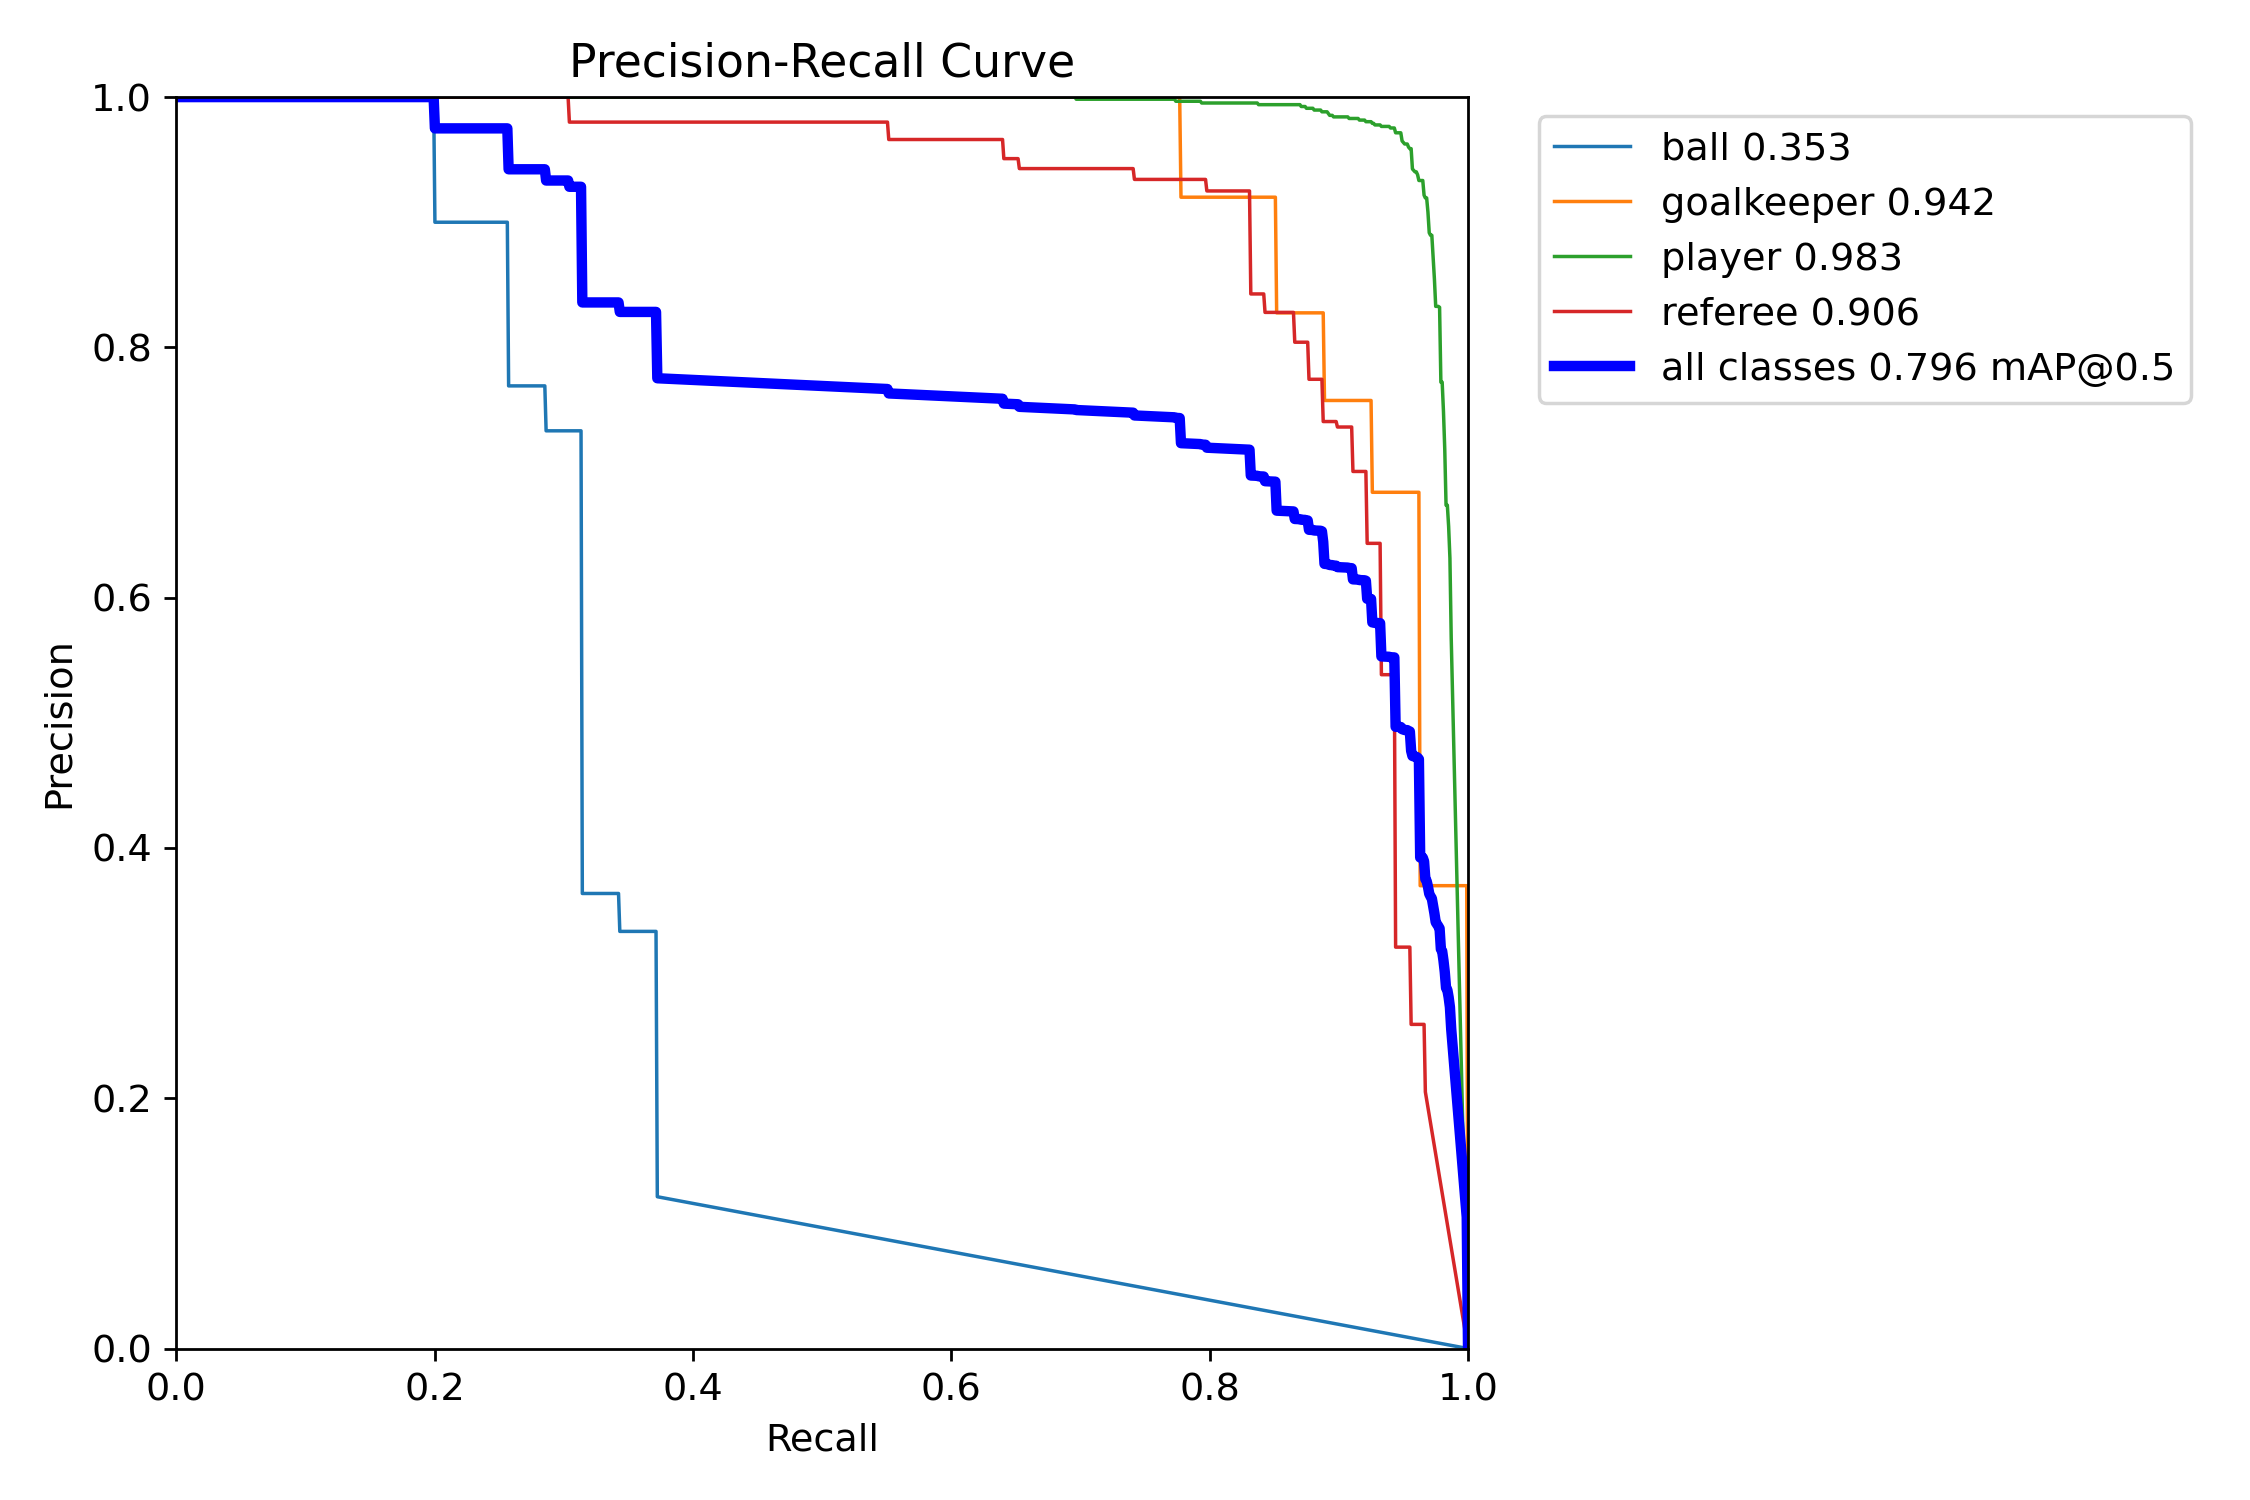 Precision-Recall Curve
1.0
0.8
0.6
0.4
0.2
0.0
Precision
0.0 0.2 0.4 0.6 0.8 1.0
Recall
ball 0.353
goalkeeper 0.942
player 0.983
referee 0.906
all classes 0.796 mAP@0.5